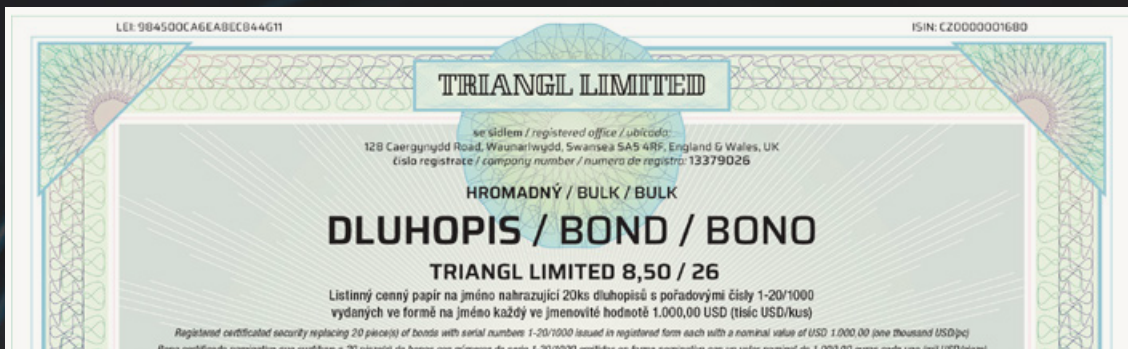 LEI: 984500CA6EA8ECB44G11
ISIN: CZ0000001680
TRIANGL LIMITED
se sídlem / registered office / ubicada:
128 Caergynydd Road, Waunarlwydd, Swansea SA5 4RF, England & Wales, UK
číslo registrace / company number / numero de registro: 13379026
HROMADNÝ / BULK / BULK
DLUHOPIS / BOND / BONO
TRIANGL LIMITED 8,50 / 26
Listinný cenný papír na jméno nahrazující 20ks dluhopisů s pořadovými čísly 1-20/1000
vydaných ve formě na jméno každý ve jmenovité hodnotě 1.000,00 USD (tisíc USD/kus)
Registered certificated security replacing 20 piece(s) of bonds with serial numbers 1-20/1000 issued in registered form each with a nominal value of USD 1.000,00 (one thousand USD/pc)